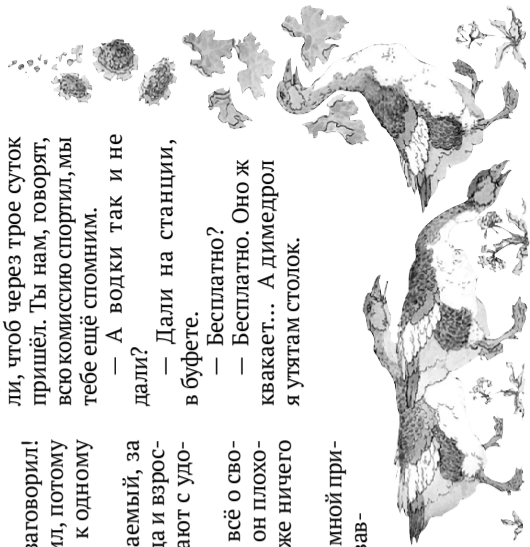 заговорил!
ил, потому
к одному
аемый, за
да и взрос-
ают с удо-
всё о сво-
он плохо-
же ничего
мной при-
зав-
ли, чтоб через трое суток
пришёл. Ты нам, говорят,
всю комиссию спортил, мы
тебе ещё спомним.
— А водки так и не
дали?
— Дали на станции,
в буфете.
— Бесплатно?
— Бесплатно. Оно ж
квакает... А димедрол
я утятам столок.